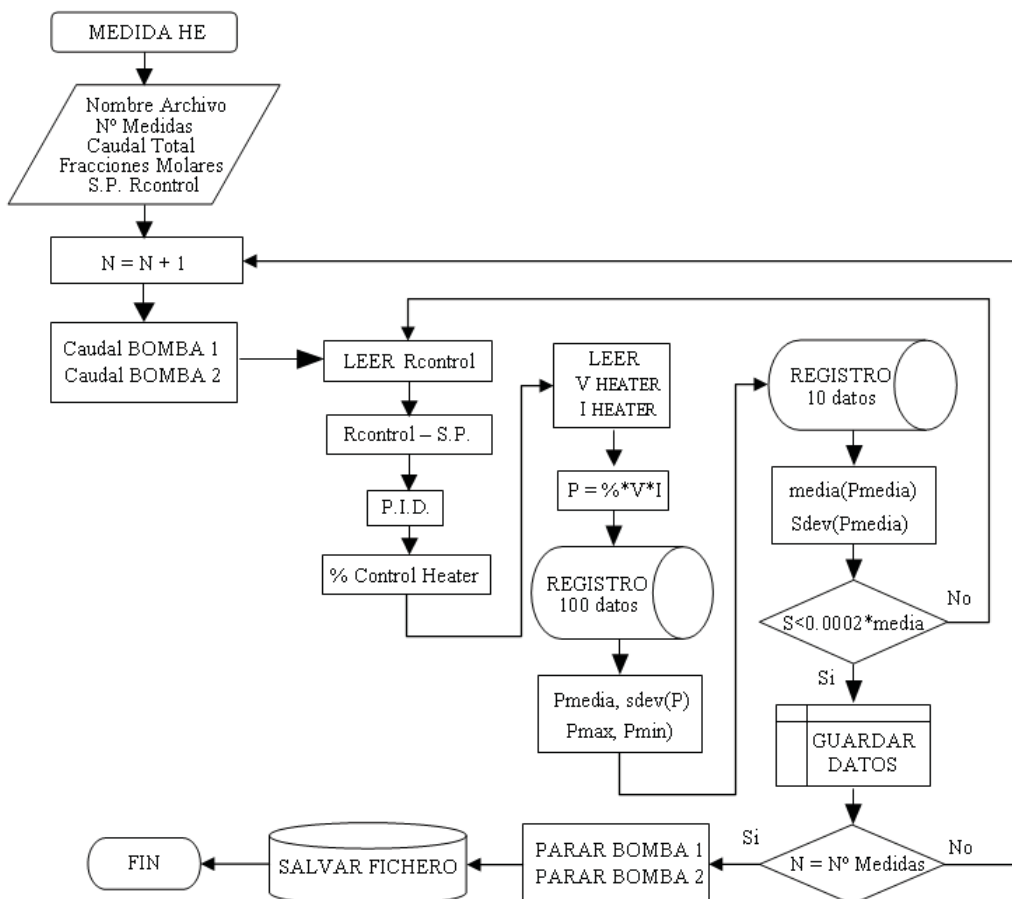 MEDIDA HE
Nombre Archivo
Nº Medidas
Caudal Total
Fracciones Molares
S.P. Rcontrol
N = N + 1
Caudal BOMBA 1
Caudal BOMBA 2
LEER Rcontrol
Rcontrol – S.P.
P.I.D.
% Control Heater
LEER
V HEATER
I HEATER
P = %*V*I
REGISTRO
100 datos
Pmedia, sdev(P)
Pmax, Pmin)
REGISTRO
10 datos
media(Pmedia)
Sdev(Pmedia)
S<0.0002*media
No
Si
GUARDAR
DATOS
N = Nº Medidas
No
Si
PARAR BOMBA 1
PARAR BOMBA 2
SALVAR FICHERO
FIN